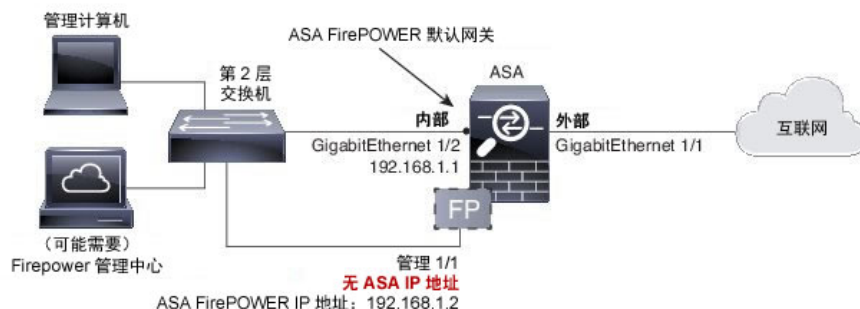 管理计算机
ASA FirePOWER 默认网关
第 2 层
交换机
ASA
内部
外部
GigabitEthernet 1/2
GigabitEthernet 1/1
192.168.1.1
互联网
FP
(可能需要)
Firepower 管理中心
管理 1/1
无 ASA IP 地址
ASA FirePOWER IP 地址：192.168.1.2